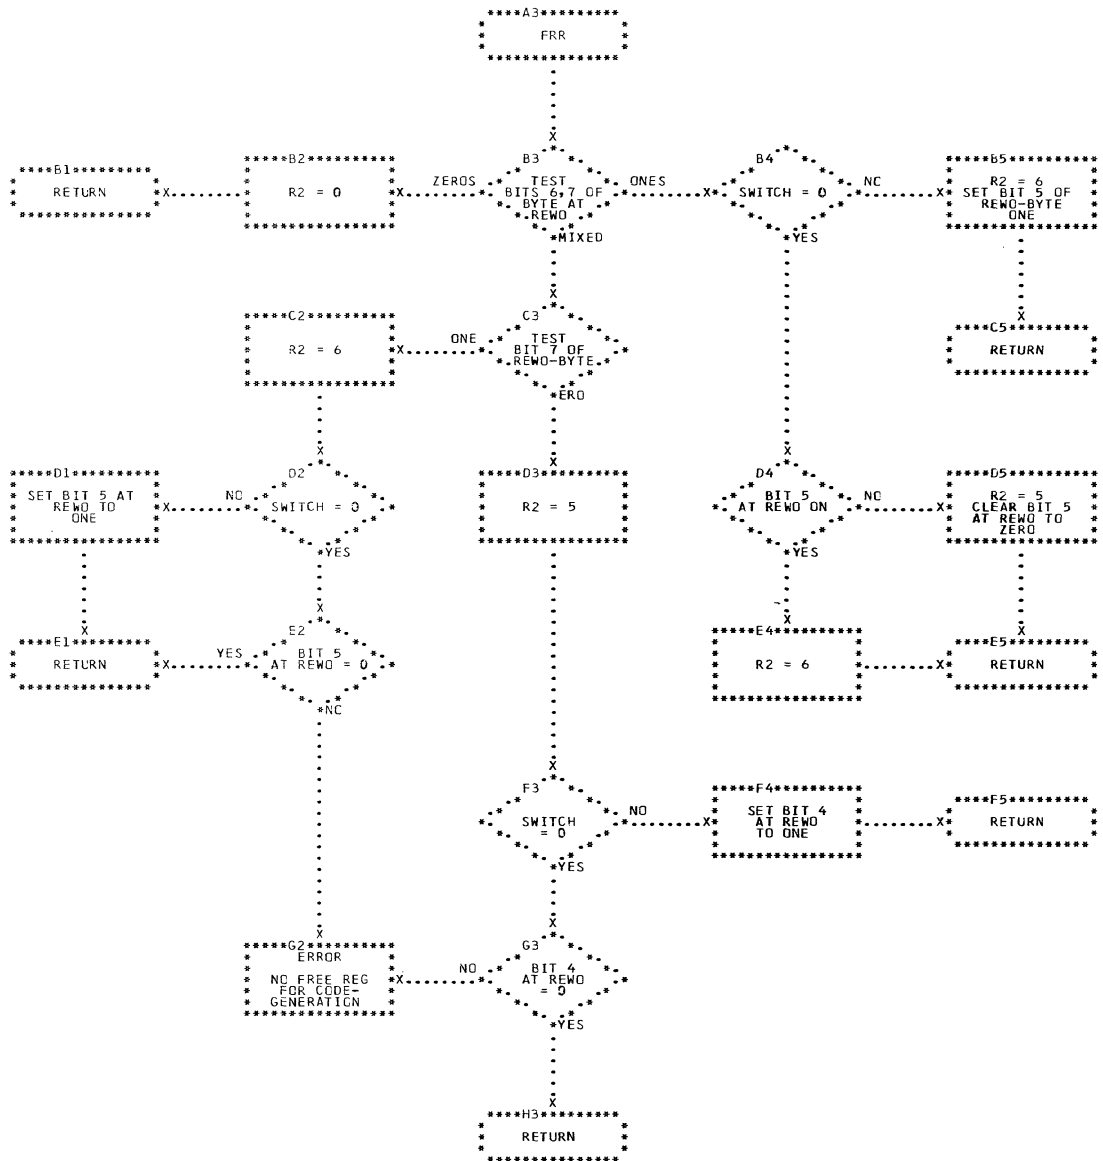 A3
FRR
B1
RETURN
B2
R2 = 0
ZEROS
B3
TEST
BITS 6,7 OF
BYTE AT
REWO
ONES
MIXED
B4
SWITCH = 0
NC
YES
B5
R2 = 6
SET BIT 5 OF
REWO-BYTE
ONE
C2
R2 = 6
ONE
C3
TEST
BIT 7 OF
REWO-BYTE
ERO
C5
RETURN
D1
SET BIT 5 AT
REWO TO
ONE
NO
D2
SWITCH = 0
YES
D3
R2 = 5
D4
BIT 5
AT REWO ON
NO
YES
D5
R2 = 5
CLEAR BIT 5
AT REWO TO
ZERO
E1
RETURN
YES
E2
BIT 5
AT REWO = 0
NC
E4
R2 = 6
E5
RETURN
F3
SWITCH
= 0
NO
YES
F4
SET BIT 4
AT REWO
TO ONE
F5
RETURN
G2
ERROR
NO FREE REG
FOR CODE-
GENERATION
NO
G3
BIT 4
AT REWO
= 0
YES
H3
RETURN